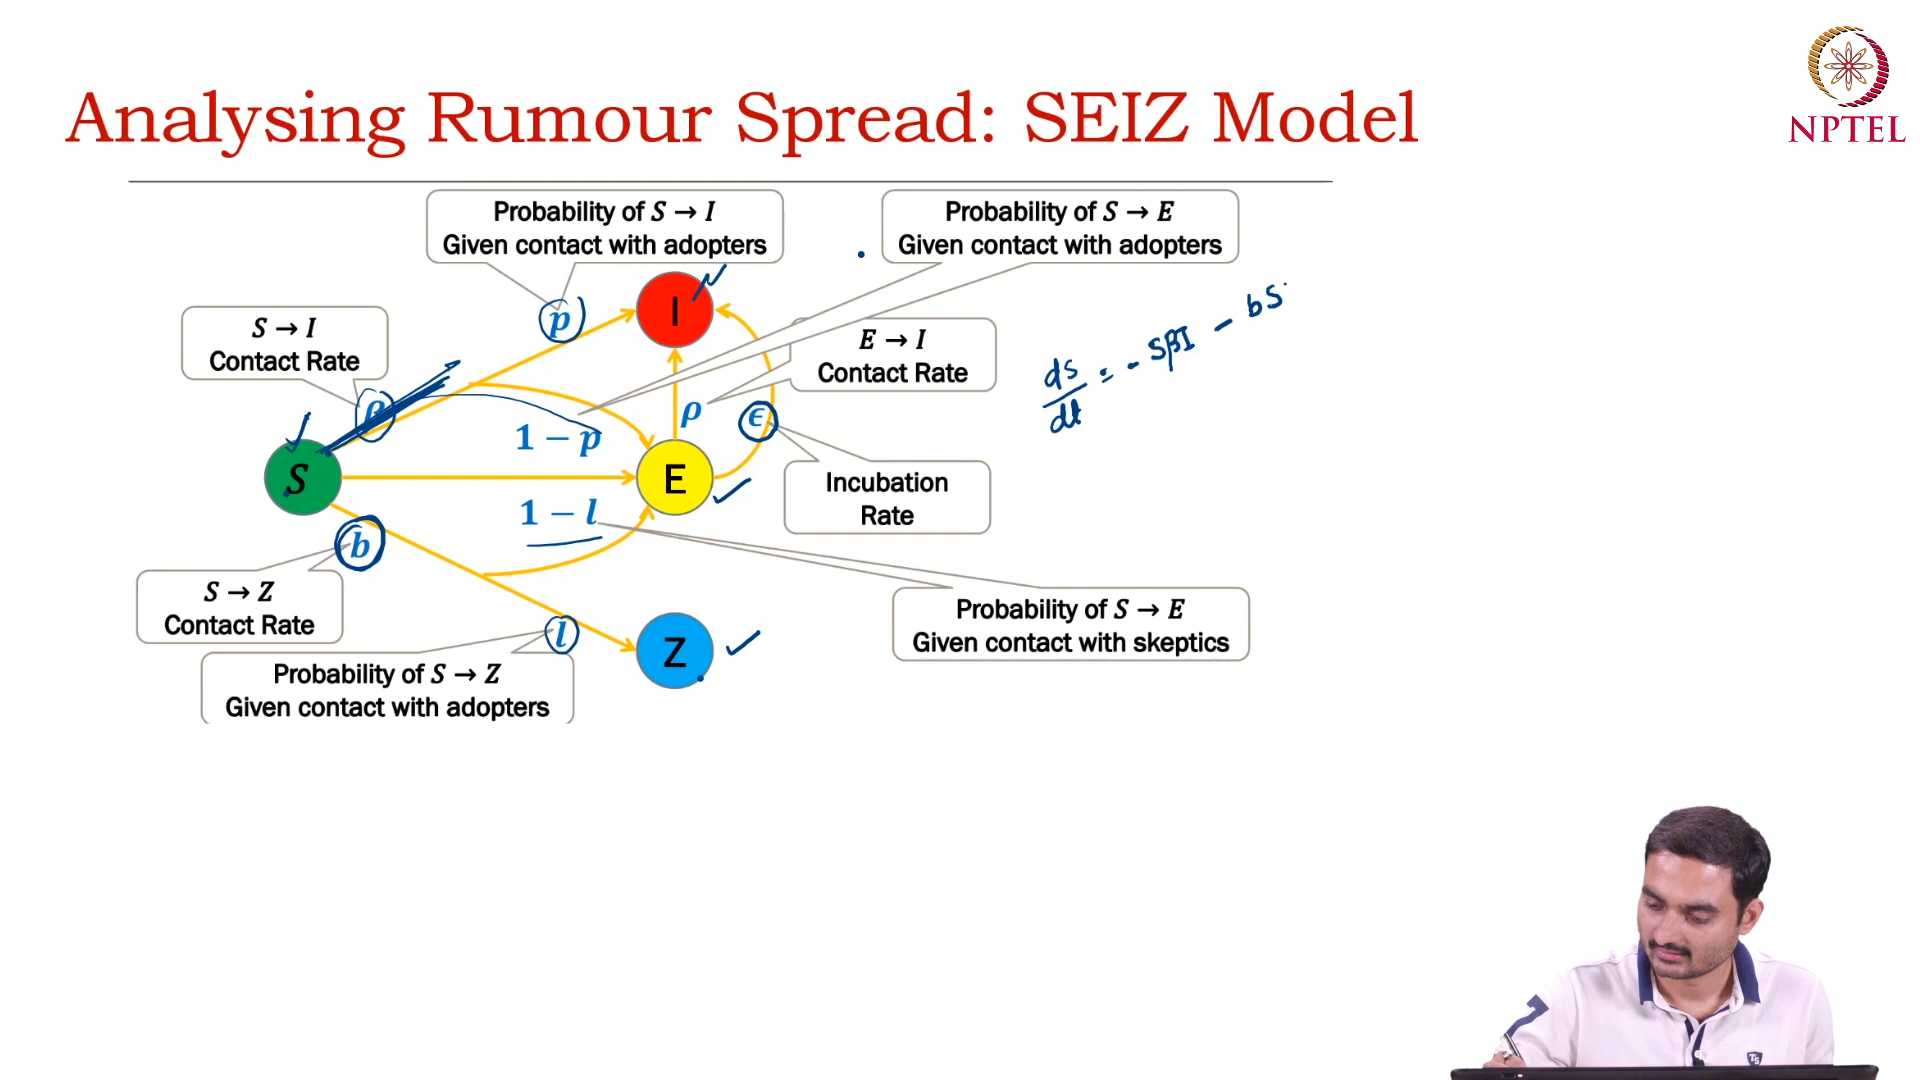 Analysing Rumour Spread: SEIZ Model
NPTEL
Probability of S → I
Given contact with adopters
Probability of S → E
Given contact with adopters
S → I
Contact Rate
p
I
E → I
Contact Rate
dS/dt = - SβI - bS
ρ
ϵ
1 − p
S
E
Incubation
Rate
1 − l
b
S → Z
Contact Rate
Probability of S → E
Given contact with skeptics
l
Z
Probability of S → Z
Given contact with adopters